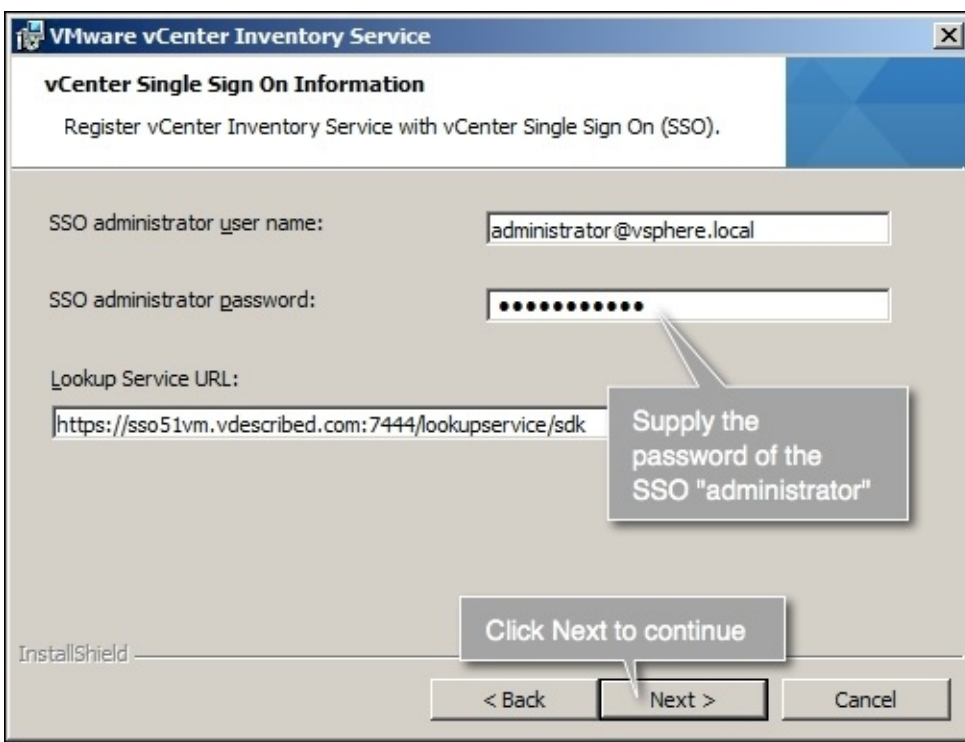 VMware vCenter Inventory Service
vCenter Single Sign On Information
Register vCenter Inventory Service with vCenter Single Sign On (SSO).
SSO administrator user name:
administrator@vsphere.local
SSO administrator password:
●●●●●●●●●●●
Lookup Service URL:
https://sso51vm.vdescribed.com:7444/lookupservice/sdk
Supply the
password of the
SSO "administrator"
Click Next to continue
InstallShield
< Back
Next >
Cancel